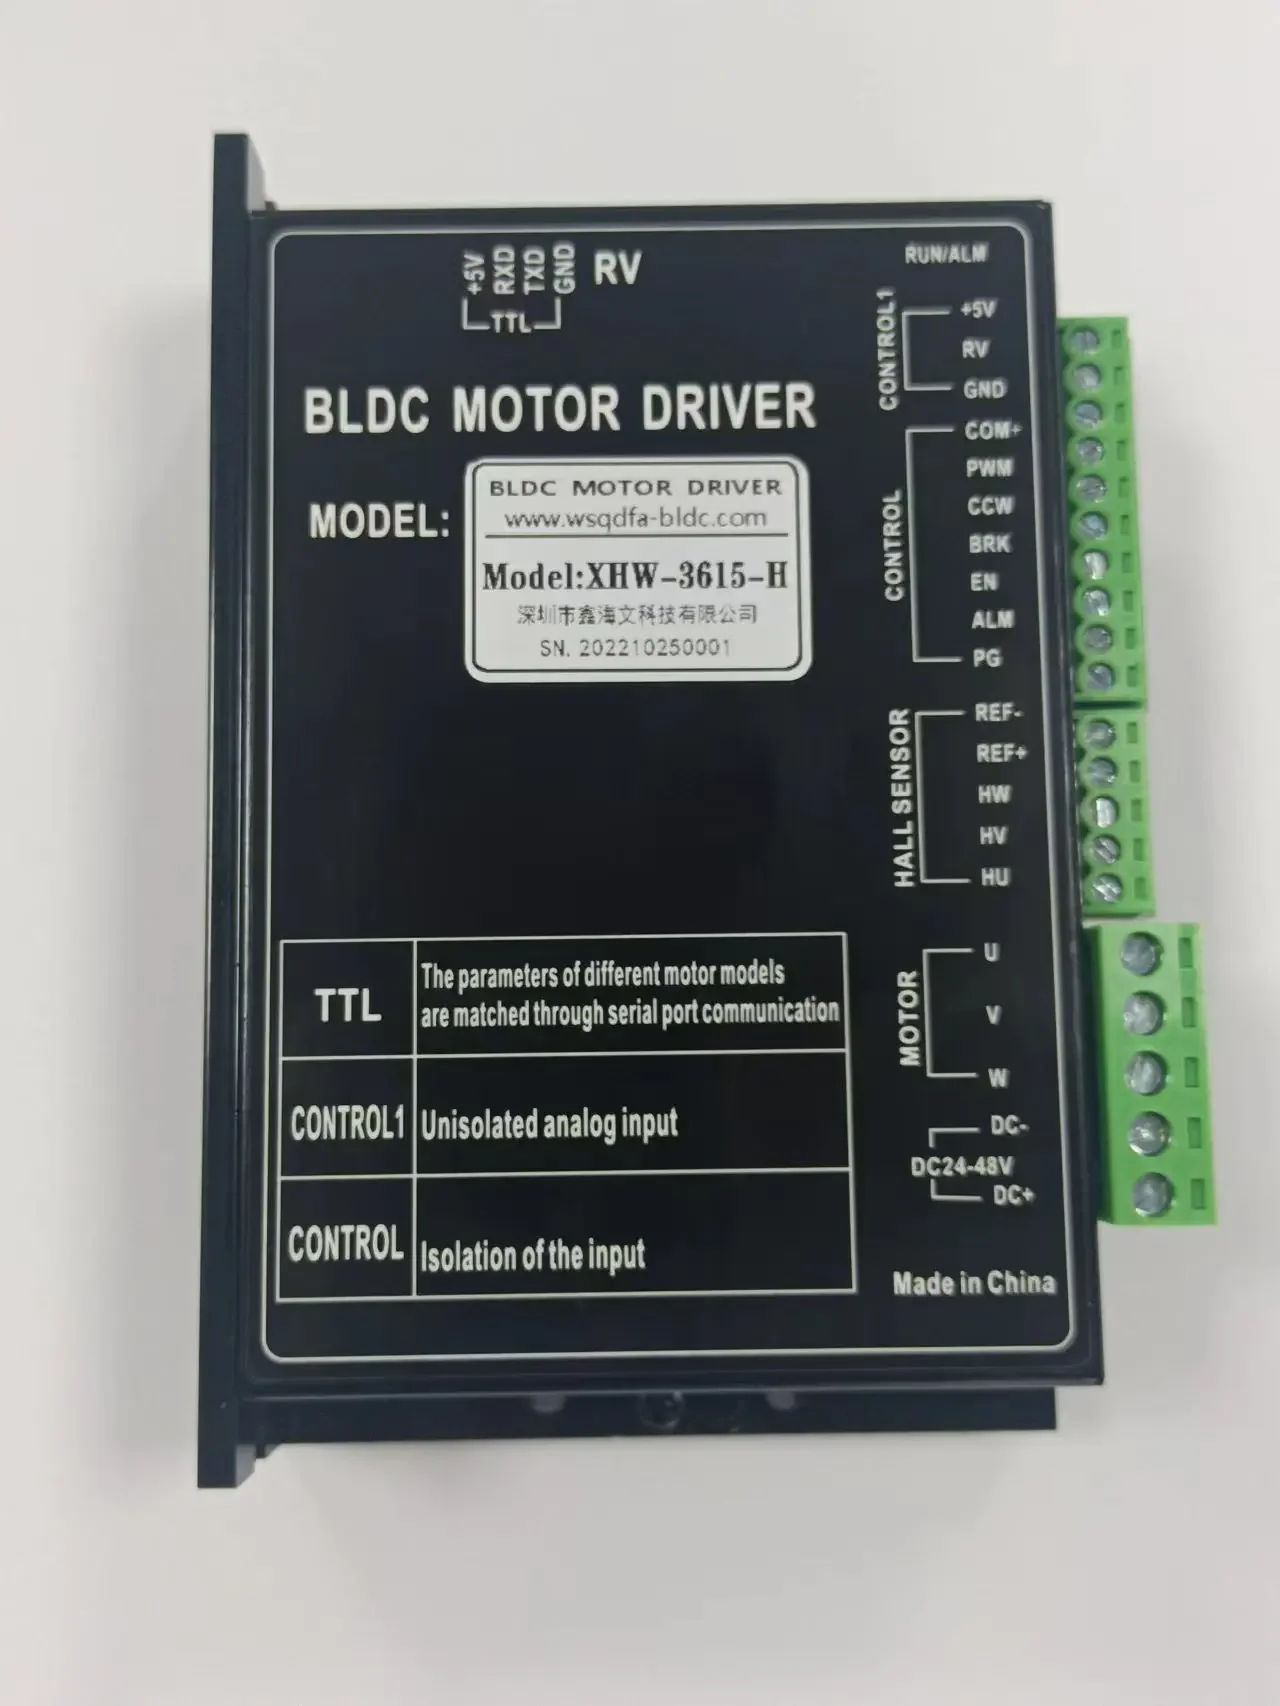 +5V
RXD
TXD
GND
TTL
RV
BLDC MOTOR DRIVER
MODEL:
BLDC MOTOR DRIVER
www.wsqdfa-bldc.com
Model:XHW-3615-H
深圳市鑫海文科技有限公司
SN. 202210250001
RUN/ALM
CONTROL1
+5V
RV
GND
CONTROL
COM+
PWM
CCW
BRK
EN
ALM
PG
HALL SENSOR
REF-
REF+
HW
HV
HU
MOTOR
U
V
W
DC-
DC24-48V
DC+
TTL
The parameters of different motor models
are matched through serial port communication
CONTROL1
Unisolated analog input
CONTROL
Isolation of the input
Made in China